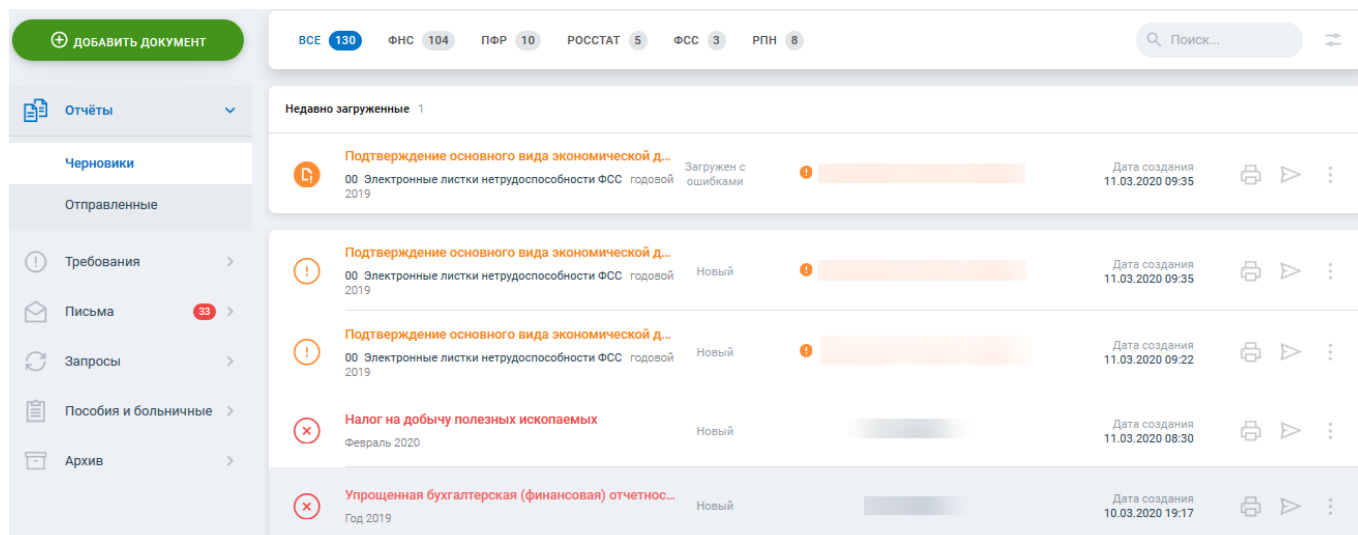 ДОБАВИТЬ ДОКУМЕНТ
ВСЕ 130 ФНС 104 ПФР 10 РОССТАТ 5 ФСС 3 РПН 8
Поиск...
Отчёты
Черновики
Отправленные
Требования
Письма 33
Запросы
Пособия и больничные
Архив
Недавно загруженные 1
Подтверждение основного вида экономической д...
00 Электронные листки нетрудоспособности ФСС годовой
2019
Загружен с
ошибками
Дата создания
11.03.2020 09:35
Подтверждение основного вида экономической д...
00 Электронные листки нетрудоспособности ФСС годовой
2019
Новый
Дата создания
11.03.2020 09:35
Подтверждение основного вида экономической д...
00 Электронные листки нетрудоспособности ФСС годовой
2019
Новый
Дата создания
11.03.2020 09:22
Налог на добычу полезных ископаемых
Февраль 2020
Новый
Дата создания
11.03.2020 08:30
Упрощенная бухгалтерская (финансовая) отчетнос...
Год 2019
Новый
Дата создания
10.03.2020 19:17